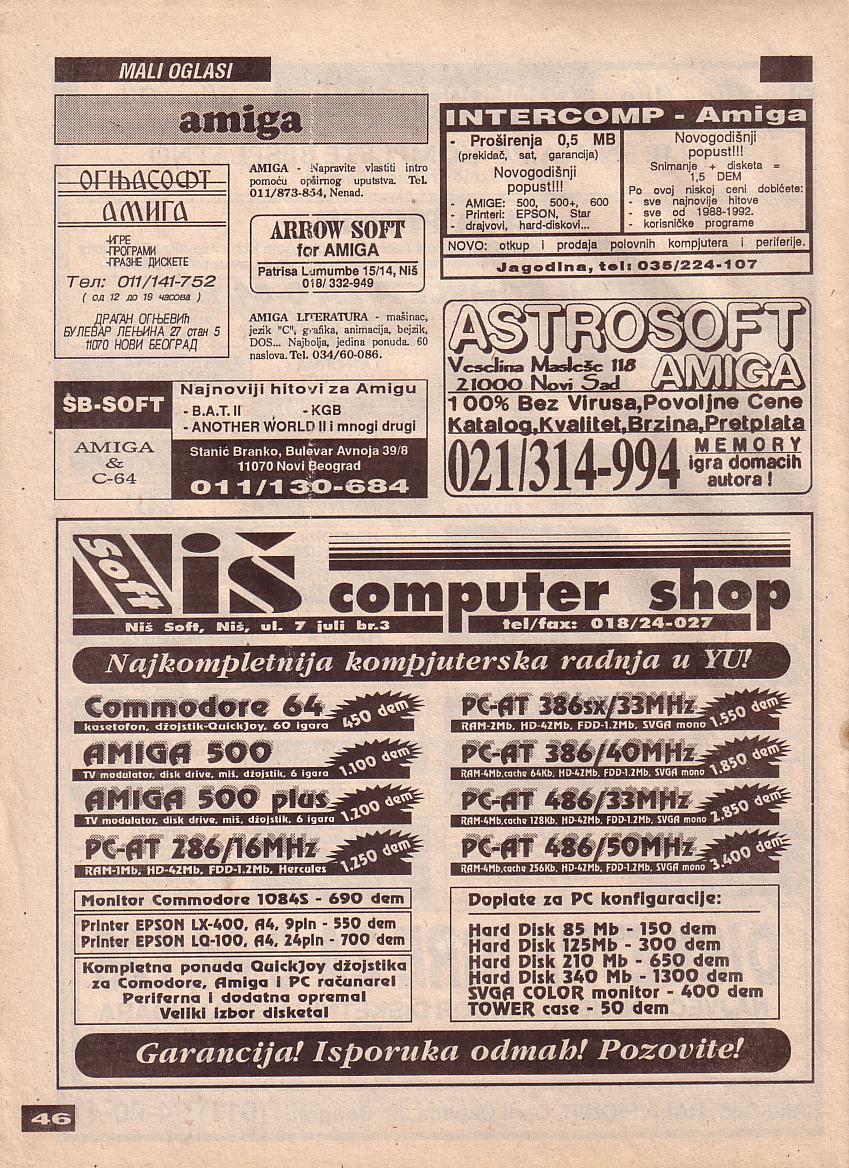 MALI OGLASI
amiga
ОГЊАСОФТ
АМИГА
-ИГРЕ
-ПРОГРАМИ
-ПРАЗНЕ ДИСКЕТЕ
Тел: 011/141-752
( од 12 до 19 часова )
ДРАГАН ОГЊЕВИЋ
БУЛЕВАР ЛЕЊИНА 27 стан 5
11070 НОВИ БЕОГРАД
AMIGA - Napravite vlastiti intro
pomoću opširnog uputstva. Tel.
011/873-854, Nenad.
ARROW SOFT
for AMIGA
Patrisa Lumumbe 15/14, Niš
018/ 332-949
AMIGA LITERATURA - mašinac,
jezik "C", grafika, animacija, bejzik,
DOS... Najbolja, jedina ponuda. 60
naslova. Tel. 034/60-086.
SB-SOFT
AMIGA
&
C-64
Najnoviji hitovi za Amigu
- B.A.T. II - KGB
- ANOTHER WORLD II i mnogi drugi
Stanić Branko, Bulevar Avnoja 39/8
11070 Novi Beograd
011/130-684
INTERCOMP - Amiga
- Proširenja 0,5 MB
(prekidač, sat, garancija)
Novogodišnji
popust!!!
- AMIGE: 500, 500+, 600
- Printeri: EPSON, Star
- drajvovi, hard-diskovi...
Novogodišnji
popust!!!
Snimanje + disketa =
1,5 DEM
Po ovoj niskoj ceni dobićete:
- sve najnovije hitove
- sve od 1988-1992.
- korisničke programe
NOVO: otkup i prodaja polovnih kompjutera i periferije.
Jagodina, tel: 035/224-107
ASTROSOFT
Veselina Masleše 118
21000 Novi Sad
AMIGA
100% Bez Virusa,Povoljne Cene
Katalog,Kvalitet,Brzina,Pretplata
021/314-994
MEMORY
igra domacih
autora !
Soft
Niš
computer shop
Niš Soft, Niš, ul. 7 juli br.3
tel/fax: 018/24-027
Najkompletnija kompjuterska radnja u YU!
Commodore 64
kasetofon, džojstik-QuickJoy, 60 igara
450 dem
AMIGA 500
TV modulator, disk drive, miš, džojstik, 6 igara
1.100 dem
AMIGA 500 plus
TV modulator, disk drive, miš, džojstik, 6 igara
1.200 dem
PC-AT 286/16MHz
RAM-1Mb, HD-42Mb, FDD-1.2Mb, Hercules
1.250 dem
PC-AT 386sx/33MHz
RAM-2Mb, HD-42Mb, FDD-1.2Mb, SVGA mono
1.550 dem
PC-AT 386/40MHz
RAM-4Mb,cache 64Kb, HD-42Mb, FDD-1.2Mb, SVGA mono
1.850 dem
PC-AT 486/33MHz
RAM-4Mb,cache 128Kb, HD-42Mb, FDD-1.2Mb, SVGA mono
2.850 dem
PC-AT 486/50MHz
RAM-4Mb,cache 256Kb, HD-42Mb, FDD-1.2Mb, SVGA mono
3.400 dem
Monitor Commodore 1084S - 690 dem
Printer EPSON LX-400, A4, 9pin - 550 dem
Printer EPSON LQ-100, A4, 24pin - 700 dem
Kompletna ponuda QuickJoy džojstika
za Comodore, Amiga i PC računare!
Periferna i dodatna oprema!
Veliki izbor disketa!
Doplate za PC konfiguracije:
Hard Disk 85 Mb - 150 dem
Hard Disk 125Mb - 300 dem
Hard Disk 210 Mb - 650 dem
Hard Disk 340 Mb - 1300 dem
SVGA COLOR monitor - 400 dem
TOWER case - 50 dem
Garancija! Isporuka odmah! Pozovite!
46